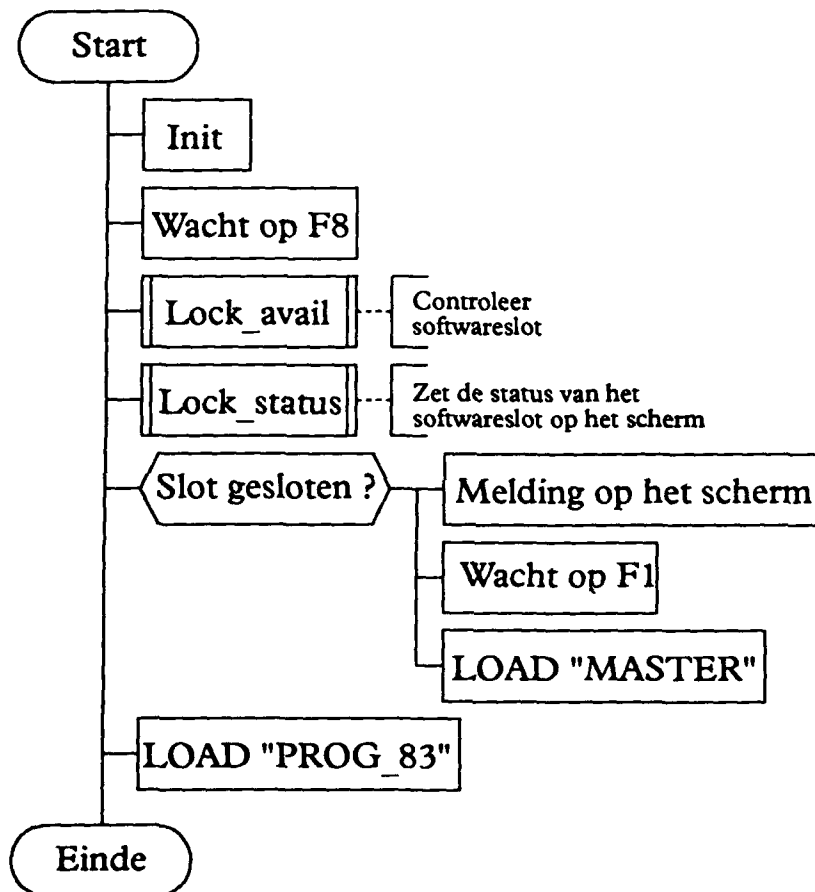 Start
Init
Wacht op F8
Lock_avail
Controleer
softwareslot
Lock_status
Zet de status van het
softwareslot op het scherm
Slot gesloten ?
Melding op het scherm
Wacht op F1
LOAD "MASTER"
LOAD "PROG_83"
Einde